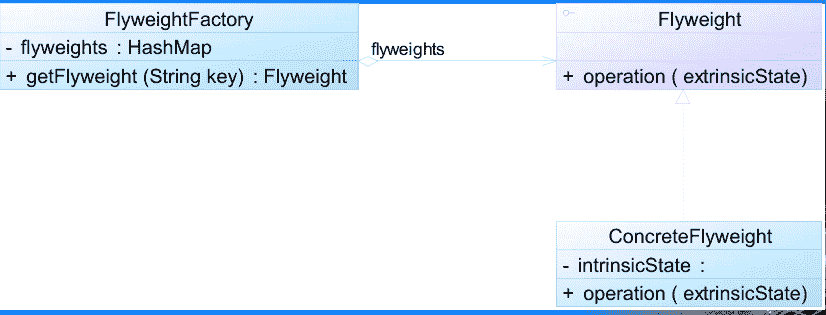 FlyweightFactory
- flyweights : HashMap
+ getFlyweight (String key) : Flyweight
flyweights
Flyweight
+ operation ( extrinsicState)
ConcreteFlyweight
- intrinsicState :
+ operation ( extrinsicState)